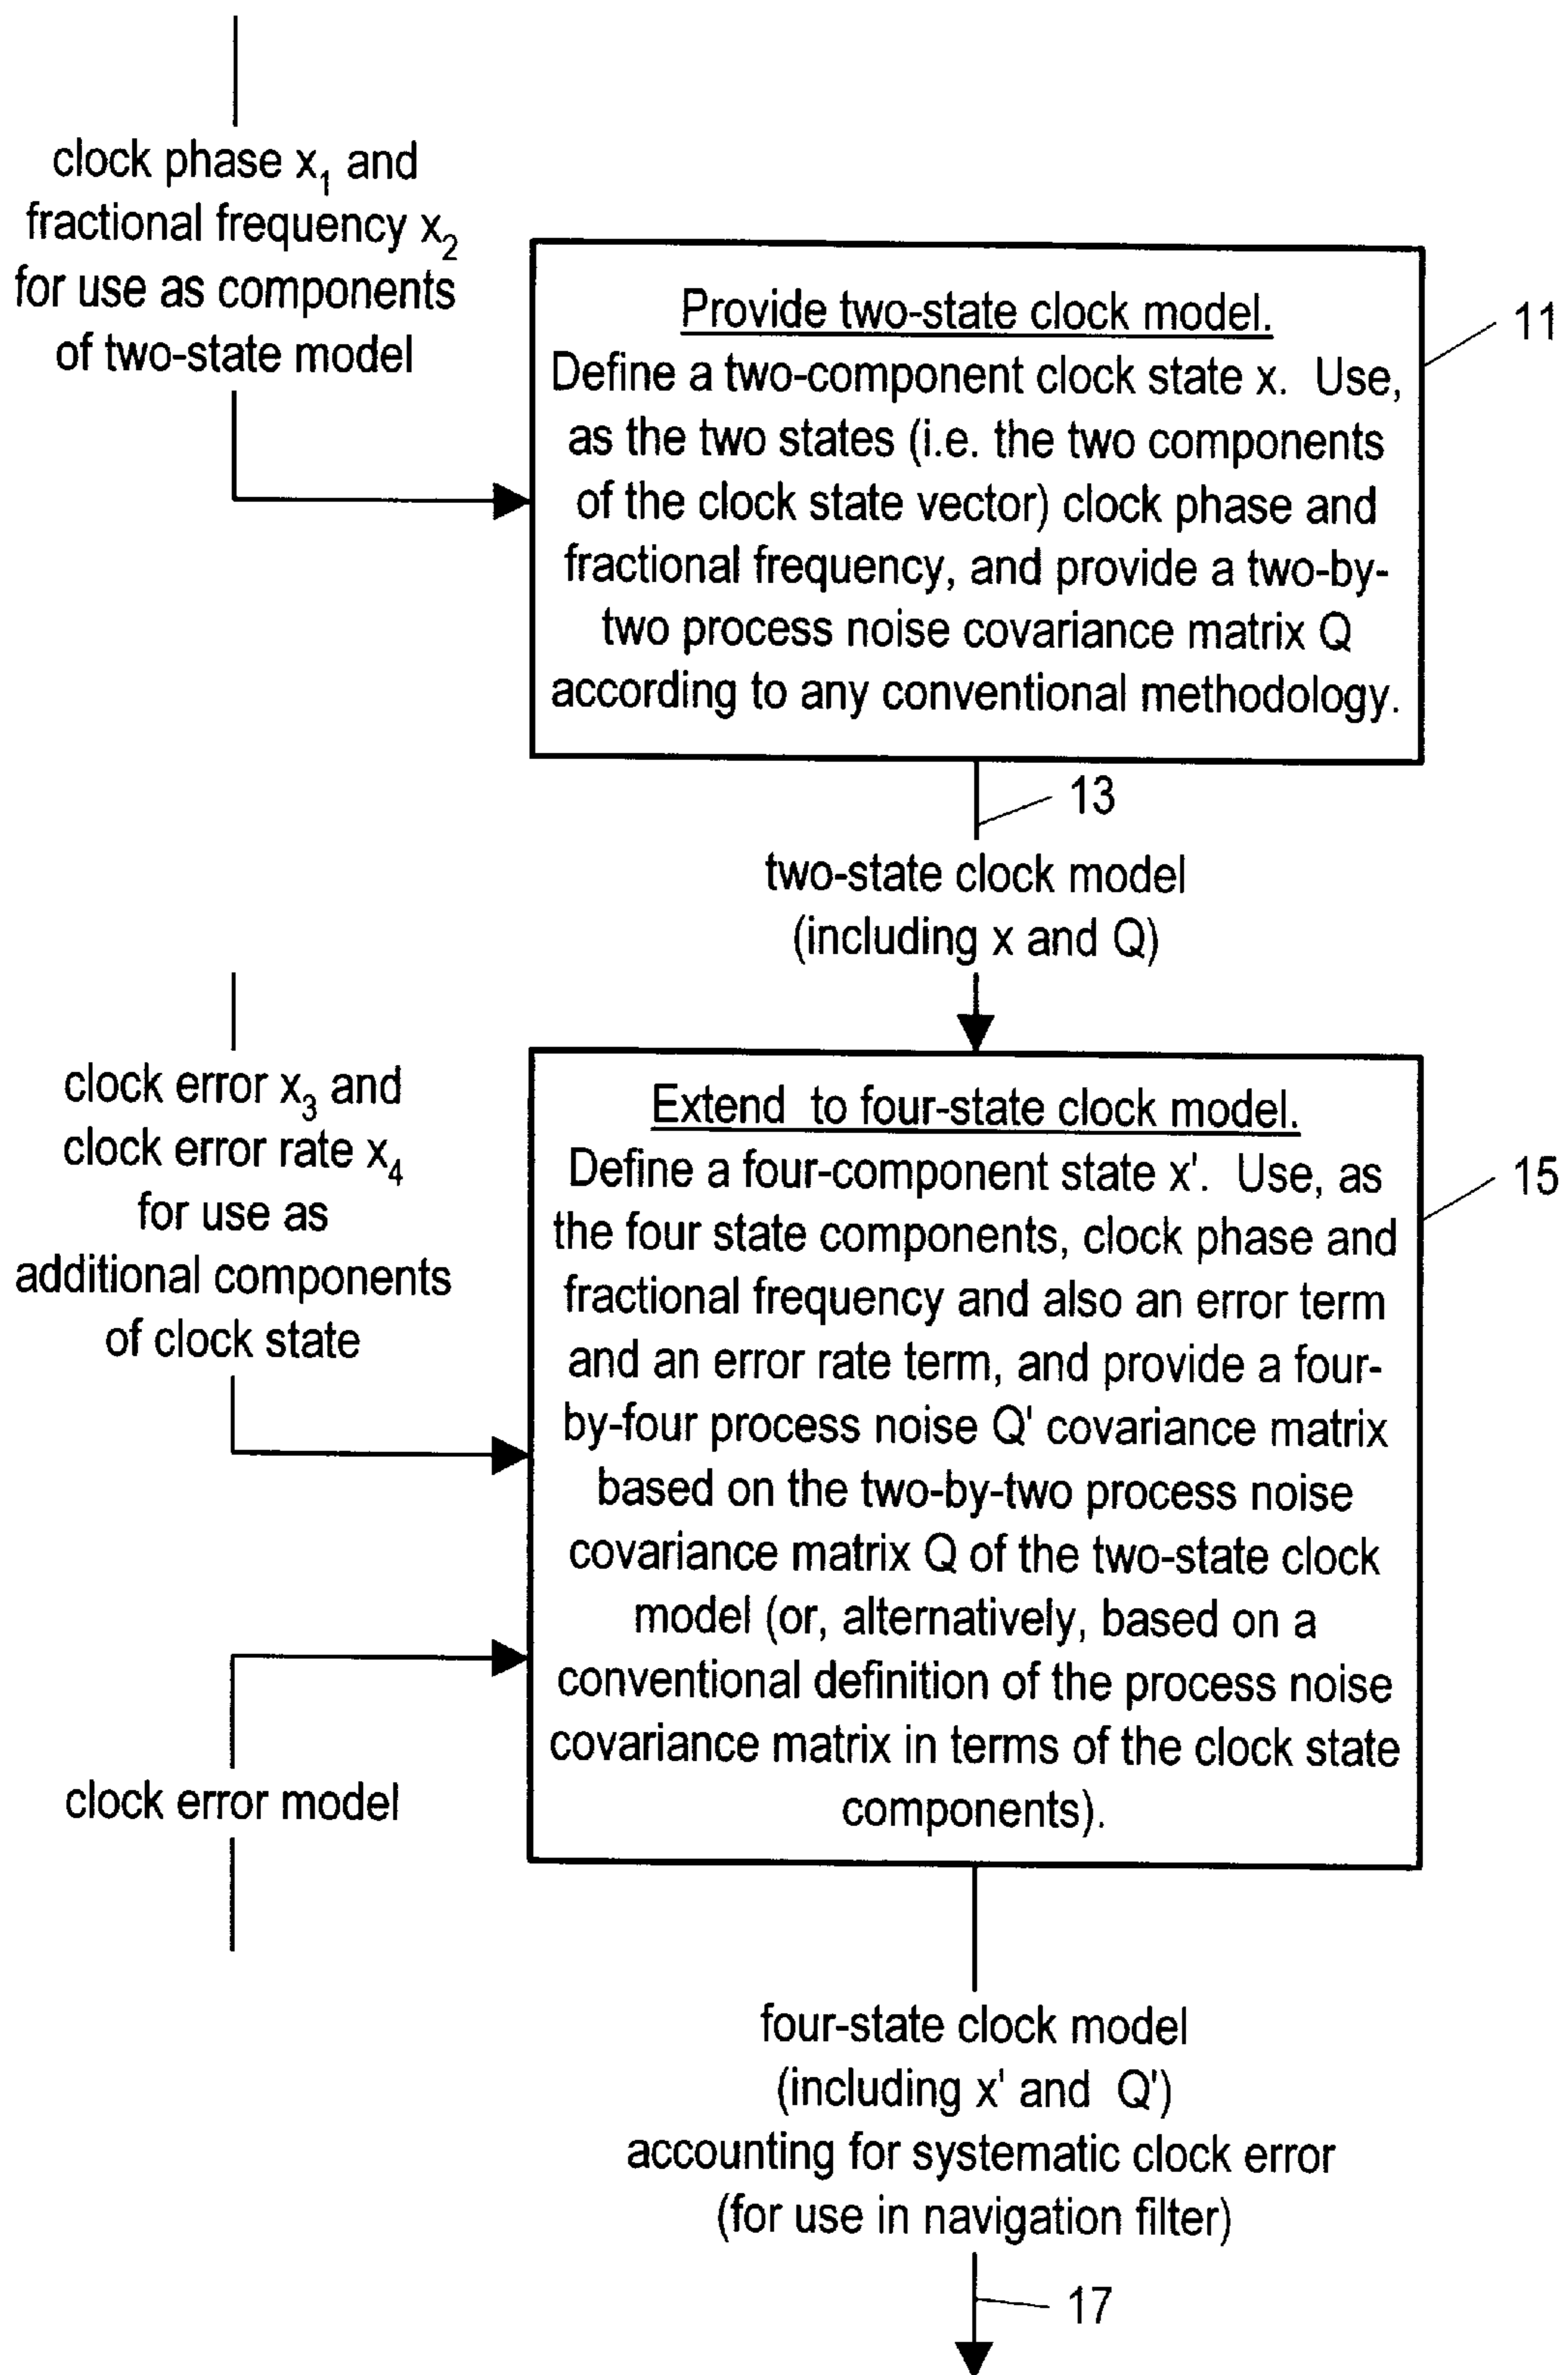 clock phase x₁ and
fractional frequency x₂
for use as components
of two-state model
Provide two-state clock model.
Define a two-component clock state x. Use,
as the two states (i.e. the two components
of the clock state vector) clock phase and
fractional frequency, and provide a two-by-
two process noise covariance matrix Q
according to any conventional methodology.
11
13
two-state clock model
(including x and Q)
clock error x₃ and
clock error rate x₄
for use as
additional components
of clock state
Extend to four-state clock model.
Define a four-component state x'. Use, as
the four state components, clock phase and
fractional frequency and also an error term
and an error rate term, and provide a four-
by-four process noise Q' covariance matrix
based on the two-by-two process noise
covariance matrix Q of the two-state clock
model (or, alternatively, based on a
conventional definition of the process noise
covariance matrix in terms of the clock state
components).
15
clock error model
four-state clock model
(including x' and Q')
accounting for systematic clock error
(for use in navigation filter)
17